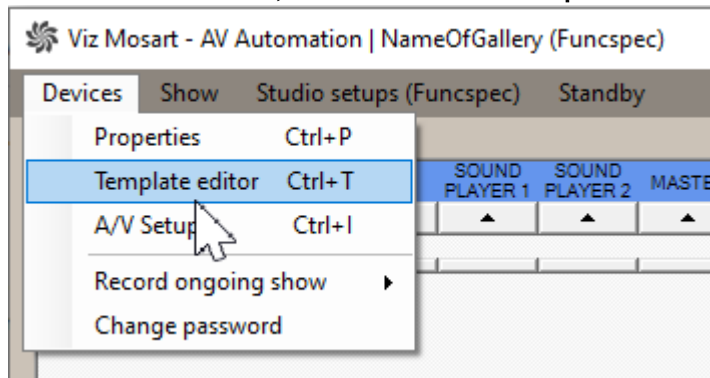 Viz Mosart - AV Automation | NameOfGallery (Funcspec)
Devices Show Studio setups (Funcspec) Standby
Properties Ctrl+P
Template editor Ctrl+T
A/V Setup Ctrl+I
Record ongoing show
Change password
SOUND PLAYER 1
SOUND PLAYER 2